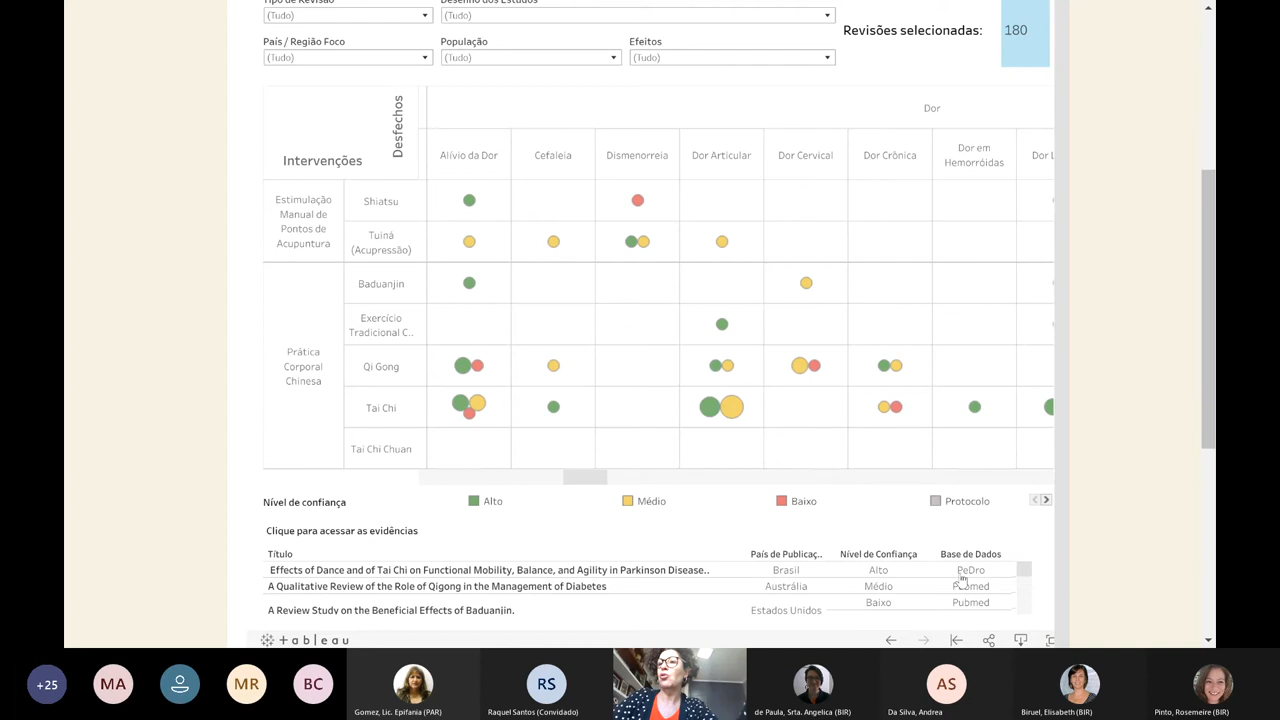 Tipo de Revisão
Desenho dos Estudos
(Tudo)
(Tudo)
Revisões selecionadas:
180
País / Região Foco
População
Efeitos
(Tudo)
(Tudo)
(Tudo)
Desfechos
Intervenções
Dor
Alívio da Dor
Cefaleia
Dismenorreia
Dor Articular
Dor Cervical
Dor Crônica
Dor em
Hemorróidas
Dor L
Estimulação
Manual de
Pontos de
Acupuntura
Shiatsu
Tuiná
(Acupressão)
Prática
Corporal
Chinesa
Baduanjin
Exercício
Tradicional C..
Qi Gong
Tai Chi
Tai Chi Chuan
Nível de confiança
Alto
Médio
Baixo
Protocolo
Clique para acessar as evidências
Título
País de Publicaç..
Nível de Confiança
Base de Dados
Effects of Dance and of Tai Chi on Functional Mobility, Balance, and Agility in Parkinson Disease..
Brasil
Alto
PeDro
A Qualitative Review of the Role of Qigong in the Management of Diabetes
Austrália
Médio
Pubmed
A Review Study on the Beneficial Effects of Baduanjin.
Estados Unidos
Baixo
Pubmed
+ableau
+25
MA
MR
BC
Gomez, Lic. Epifania (PAR)
RS
Raquel Santos (Convidado)
de Paula, Srta. Angelica (BIR)
AS
Da Silva, Andrea
Biruel, Elisabeth (BIR)
Pinto, Rosemeire (BIR)